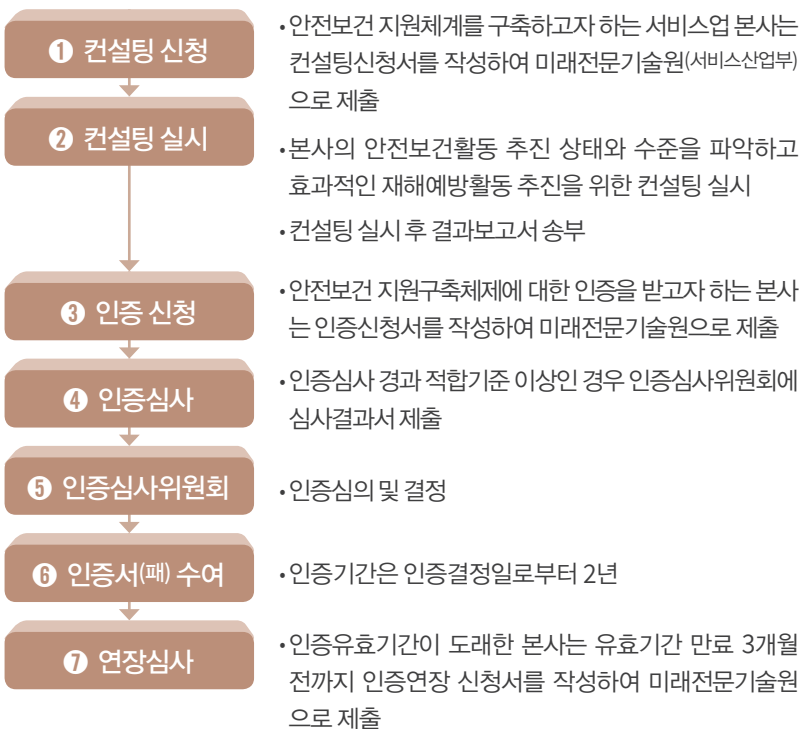 ❶ 컨설팅 신청
•안전보건 지원체계를 구축하고자 하는 서비스업 본사는
컨설팅신청서를 작성하여 미래전문기술원(서비스산업부)
으로 제출
❷ 컨설팅 실시
•본사의 안전보건활동 추진 상태와 수준을 파악하고
효과적인 재해예방활동 추진을 위한 컨설팅 실시
•컨설팅 실시 후 결과보고서 송부
❸ 인증 신청
•안전보건 지원구축체제에 대한 인증을 받고자 하는 본사
는 인증신청서를 작성하여 미래전문기술원으로 제출
❹ 인증심사
•인증심사 경과 적합기준 이상인 경우 인증심사위원회에
심사결과서 제출
❺ 인증심사위원회
•인증심의 및 결정
❻ 인증서(패) 수여
•인증기간은 인증결정일로부터 2년
❼ 연장심사
•인증유효기간이 도래한 본사는 유효기간 만료 3개월
전까지 인증연장 신청서를 작성하여 미래전문기술원
으로 제출